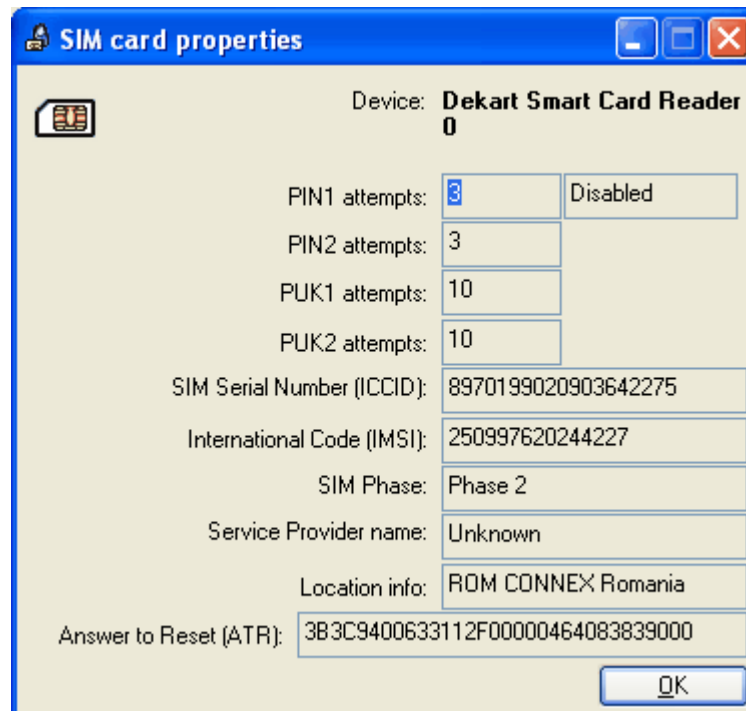 SIM card properties
Device: Dekart Smart Card Reader
0
PIN1 attempts: 3 Disabled
PIN2 attempts: 3
PUK1 attempts: 10
PUK2 attempts: 10
SIM Serial Number (ICCID): 8970199020903642275
International Code (IMSI): 250997620244227
SIM Phase: Phase 2
Service Provider name: Unknown
Location info: ROM CONNEX Romania
Answer to Reset (ATR): 3B3C9400633112F00000464083839000
OK